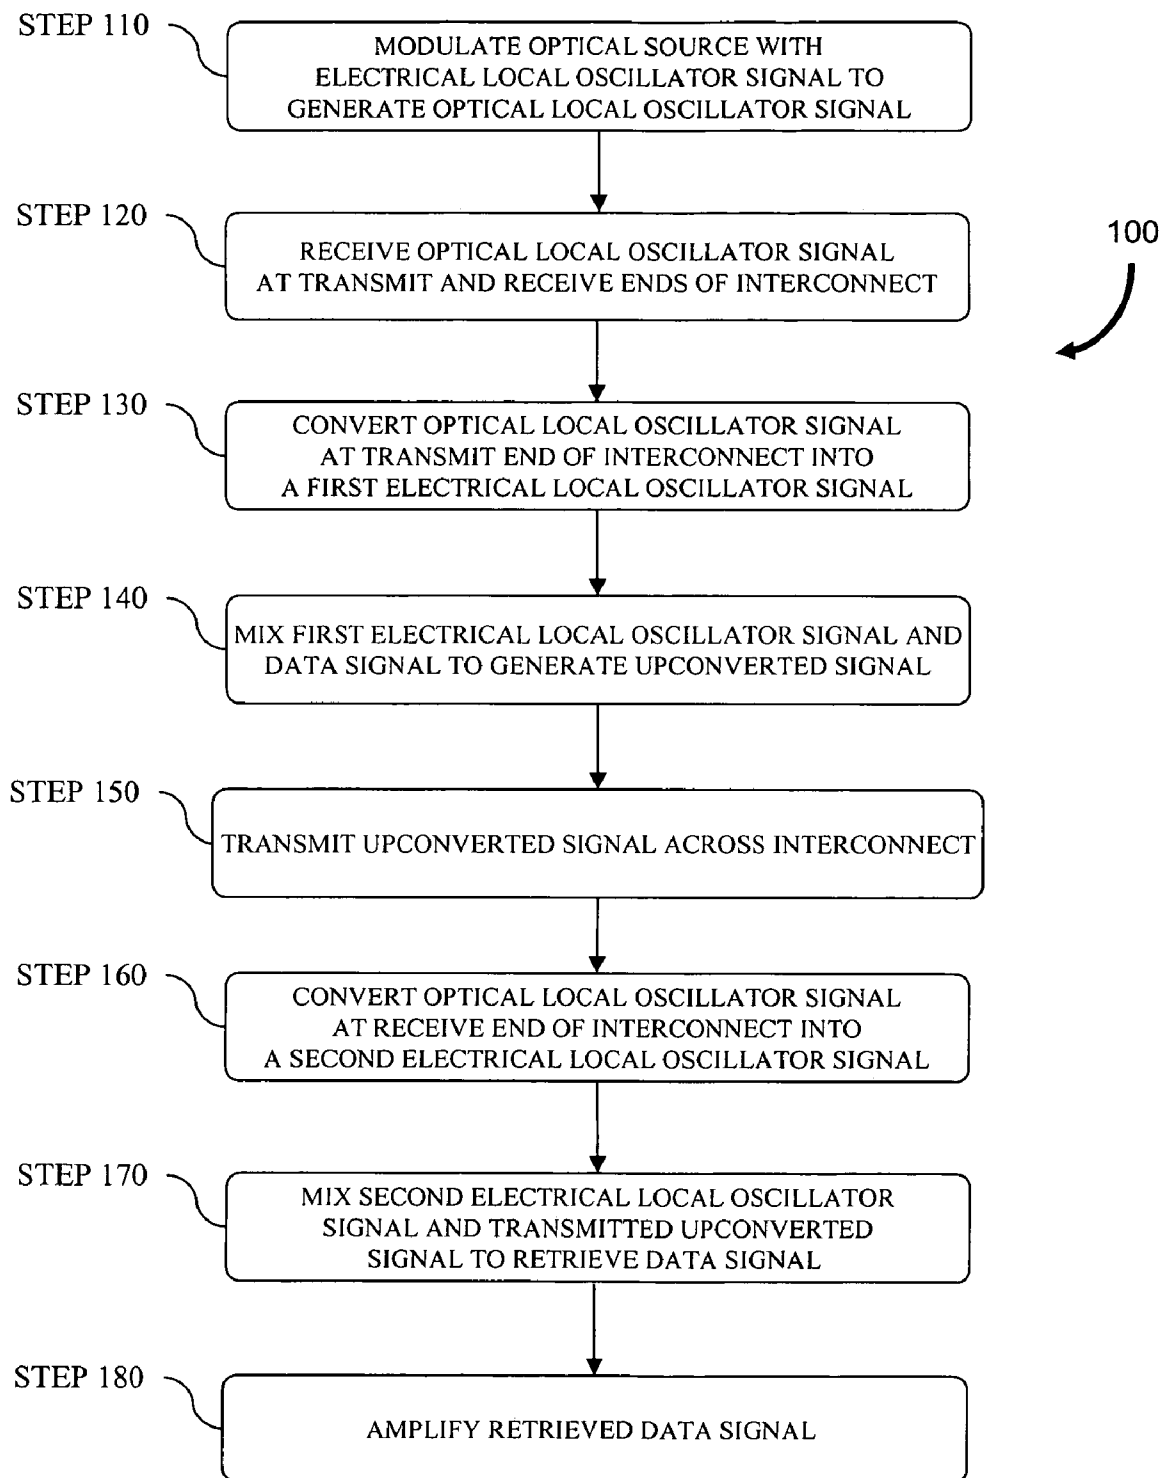 STEP 110
MODULATE OPTICAL SOURCE WITH
ELECTRICAL LOCAL OSCILLATOR SIGNAL TO
GENERATE OPTICAL LOCAL OSCILLATOR SIGNAL
STEP 120
RECEIVE OPTICAL LOCAL OSCILLATOR SIGNAL
AT TRANSMIT AND RECEIVE ENDS OF INTERCONNECT
100
STEP 130
CONVERT OPTICAL LOCAL OSCILLATOR SIGNAL
AT TRANSMIT END OF INTERCONNECT INTO
A FIRST ELECTRICAL LOCAL OSCILLATOR SIGNAL
STEP 140
MIX FIRST ELECTRICAL LOCAL OSCILLATOR SIGNAL AND
DATA SIGNAL TO GENERATE UPCONVERTED SIGNAL
STEP 150
TRANSMIT UPCONVERTED SIGNAL ACROSS INTERCONNECT
STEP 160
CONVERT OPTICAL LOCAL OSCILLATOR SIGNAL
AT RECEIVE END OF INTERCONNECT INTO
A SECOND ELECTRICAL LOCAL OSCILLATOR SIGNAL
STEP 170
MIX SECOND ELECTRICAL LOCAL OSCILLATOR
SIGNAL AND TRANSMITTED UPCONVERTED
SIGNAL TO RETRIEVE DATA SIGNAL
STEP 180
AMPLIFY RETRIEVED DATA SIGNAL